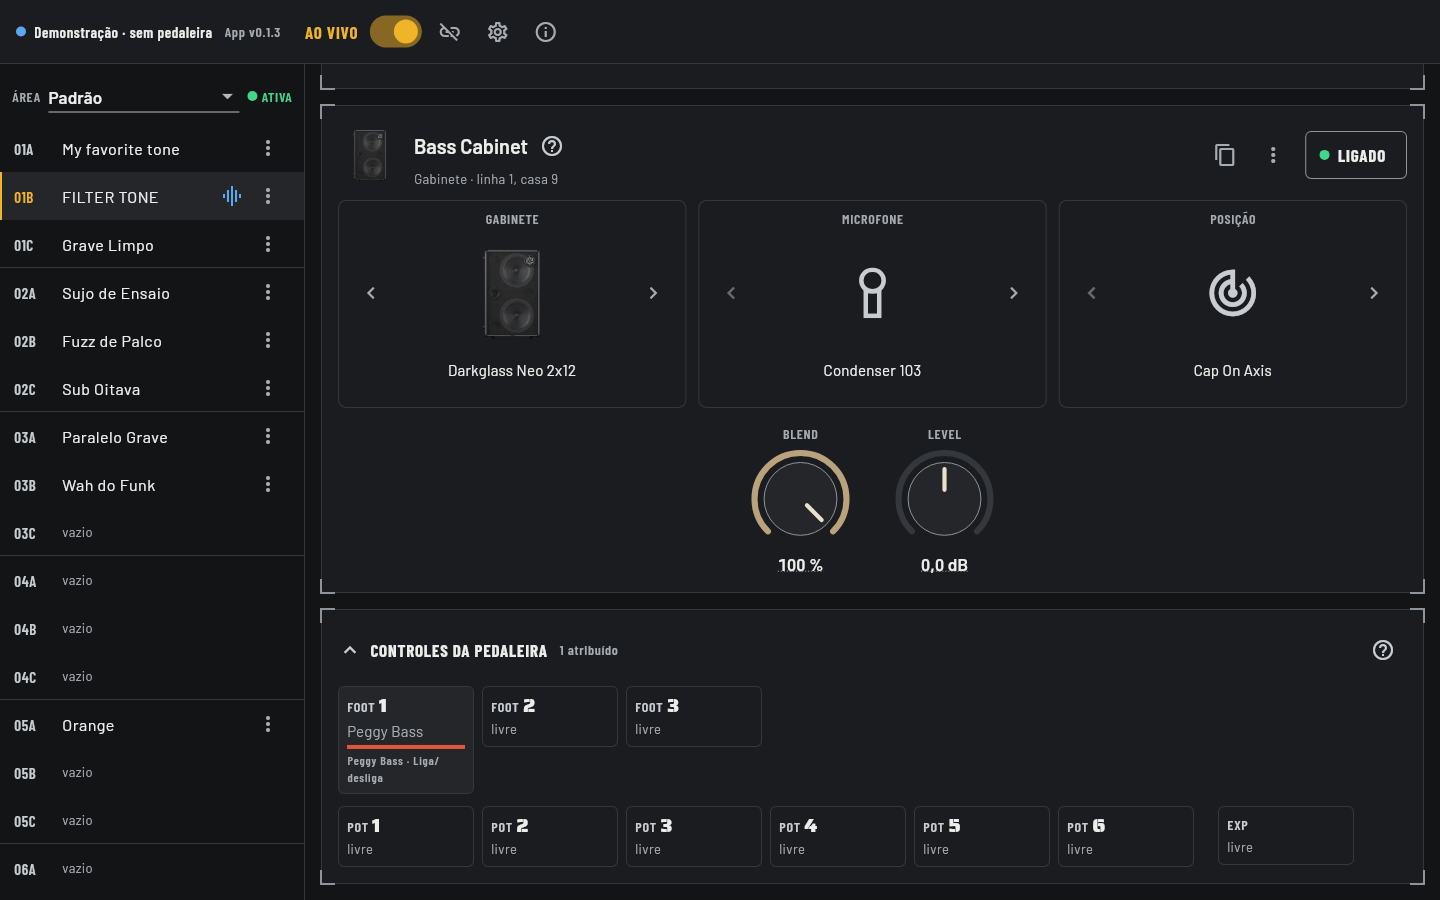 Demonstração · sem pedaleira App v0.1.3 AO VIVO
ÁREA Padrão ATIVA
01A My favorite tone
01B FILTER TONE
01C Grave Limpo
02A Sujo de Ensaio
02B Fuzz de Palco
02C Sub Oitava
03A Paralelo Grave
03B Wah do Funk
03C vazio
04A vazio
04B vazio
04C vazio
05A Orange
05B vazio
05C vazio
06A vazio
Bass Cabinet
Gabinete · linha 1, casa 9
LIGADO
GABINETE
Darkglass Neo 2x12
MICROFONE
Condenser 103
POSIÇÃO
Cap On Axis
BLEND LEVEL
100 % 0,0 dB
CONTROLES DA PEDALEIRA 1 atribuído
FOOT 1
Peggy Bass
Peggy Bass · Liga/
desliga
FOOT 2
livre
FOOT 3
livre
POT 1
livre
POT 2
livre
POT 3
livre
POT 4
livre
POT 5
livre
POT 6
livre
EXP
livre